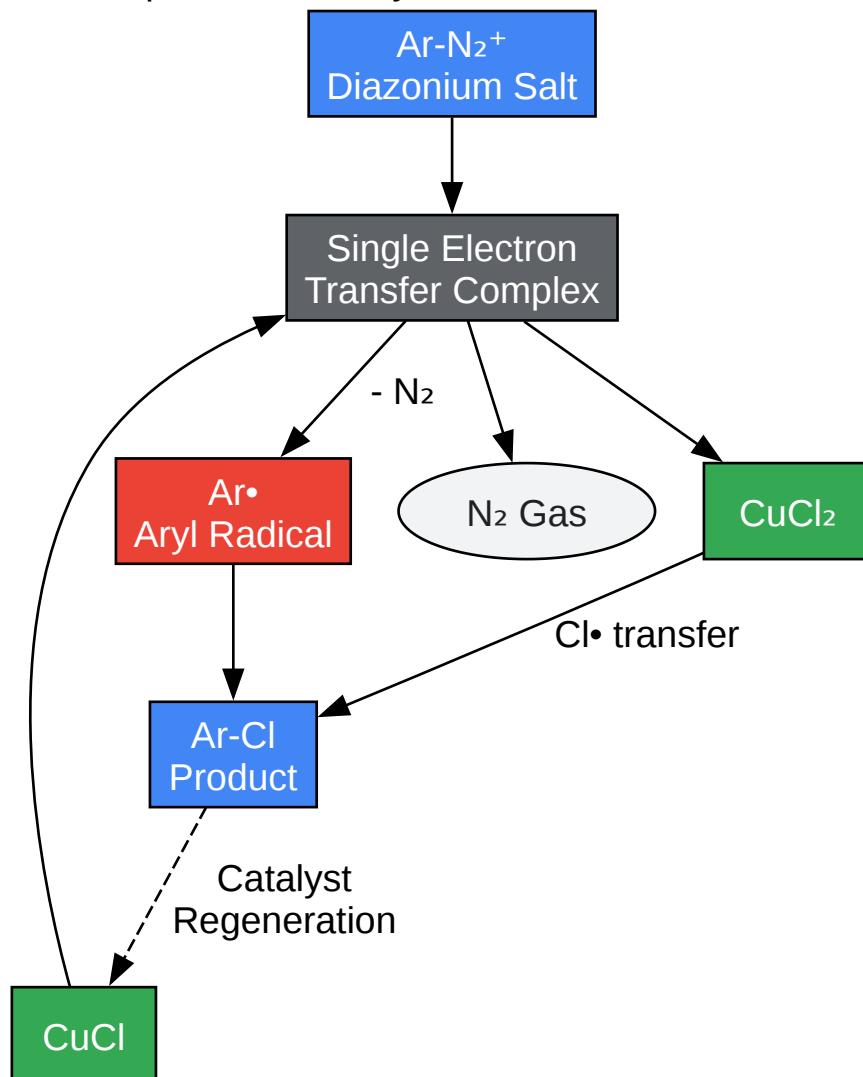 Ar-N₂⁺
Diazonium Salt
Single Electron
Transfer Complex
- N₂
Ar•
Aryl Radical
N₂ Gas
CuCl₂
Cl• transfer
Ar-Cl
Product
Catalyst
Regeneration
CuCl